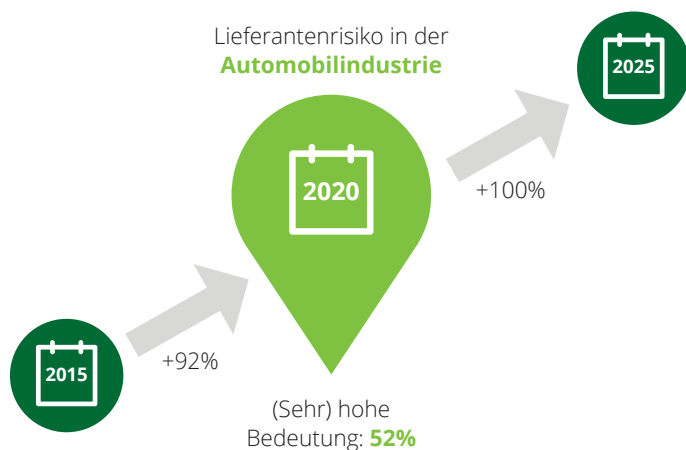 Lieferantenrisiko in der
Automobilindustrie
2025
2020
+100%
2015
+92%
(Sehr) hohe
Bedeutung: 52%